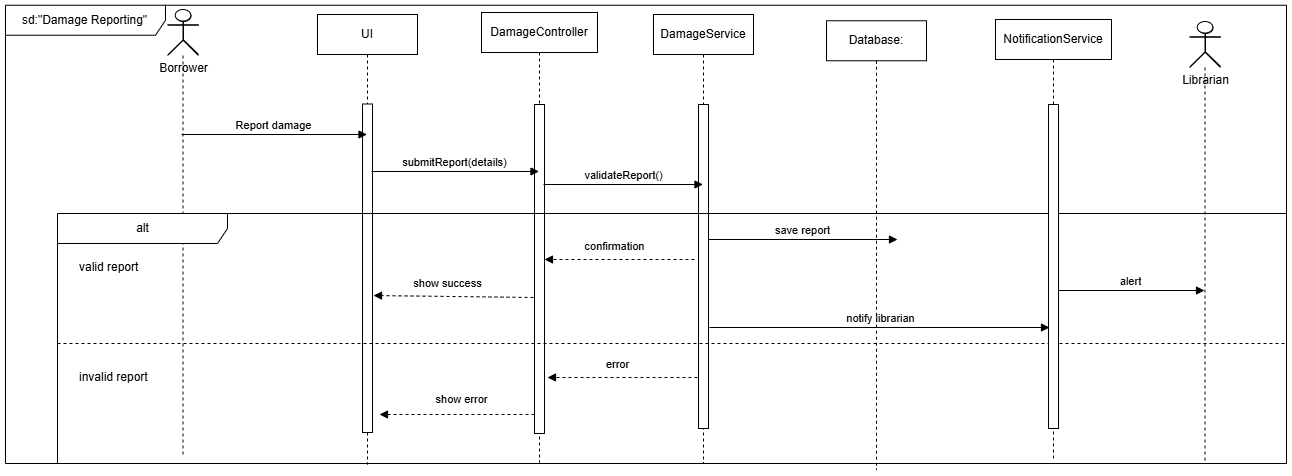 sd:"Damage Reporting"
Borrower
UI
DamageController
DamageService
Database:
NotificationService
Librarian
Report damage
submitReport(details)
validateReport()
alt
save report
confirmation
valid report
show success
alert
notify librarian
invalid report
error
show error